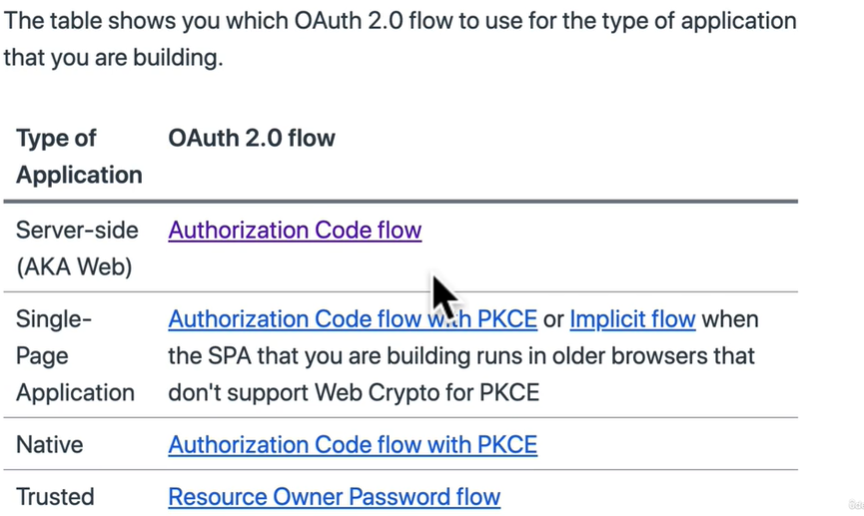 The table shows you which OAuth 2.0 flow to use for the type of application
that you are building.
Type of
Application
OAuth 2.0 flow
Server-side
(AKA Web)
Authorization Code flow
Single-
Page
Application
Authorization Code flow with PKCE or Implicit flow when
the SPA that you are building runs in older browsers that
don't support Web Crypto for PKCE
Native
Authorization Code flow with PKCE
Trusted
Resource Owner Password flow